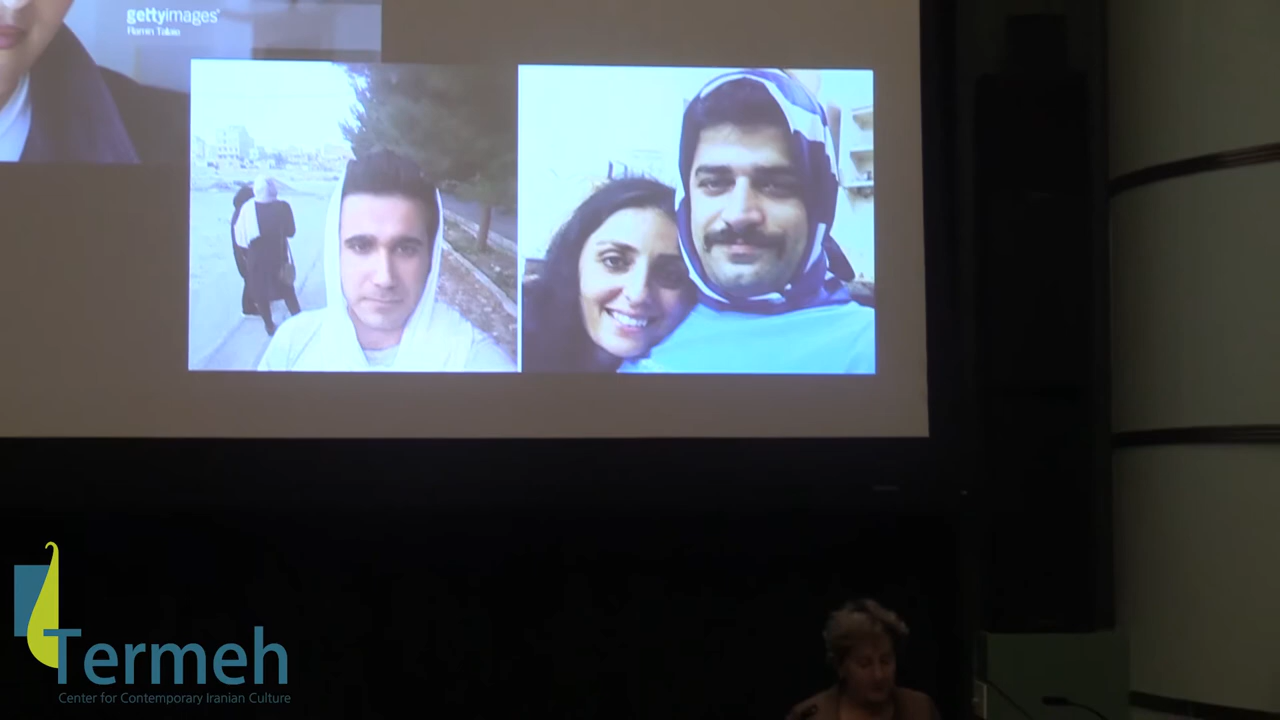 gettyimages®
Ramin Talaie
Termeh
Center for Contemporary Iranian Culture